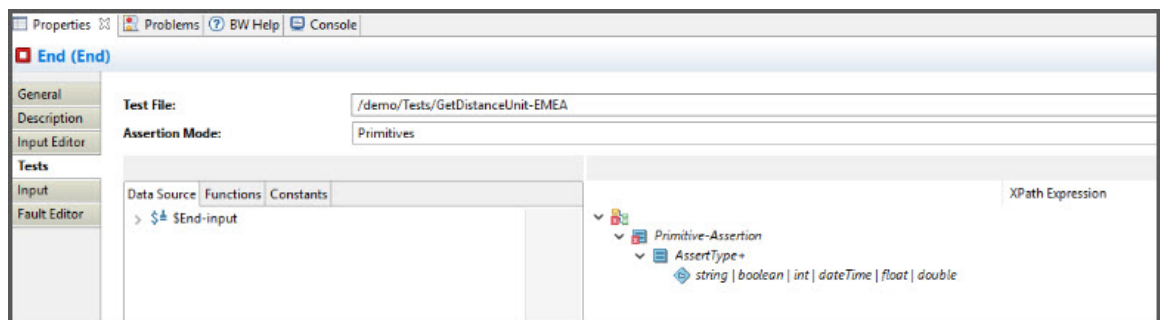 Properties Problems BW Help Console
End (End)
General
Description
Input Editor
Tests
Input
Fault Editor
Test File: /demo/Tests/GetDistanceUnit-EMEA
Assertion Mode: Primitives
Data Source Functions Constants
$End-input
XPath Expression
Primitive-Assertion
AssertType+
string | boolean | int | dateTime | float | double